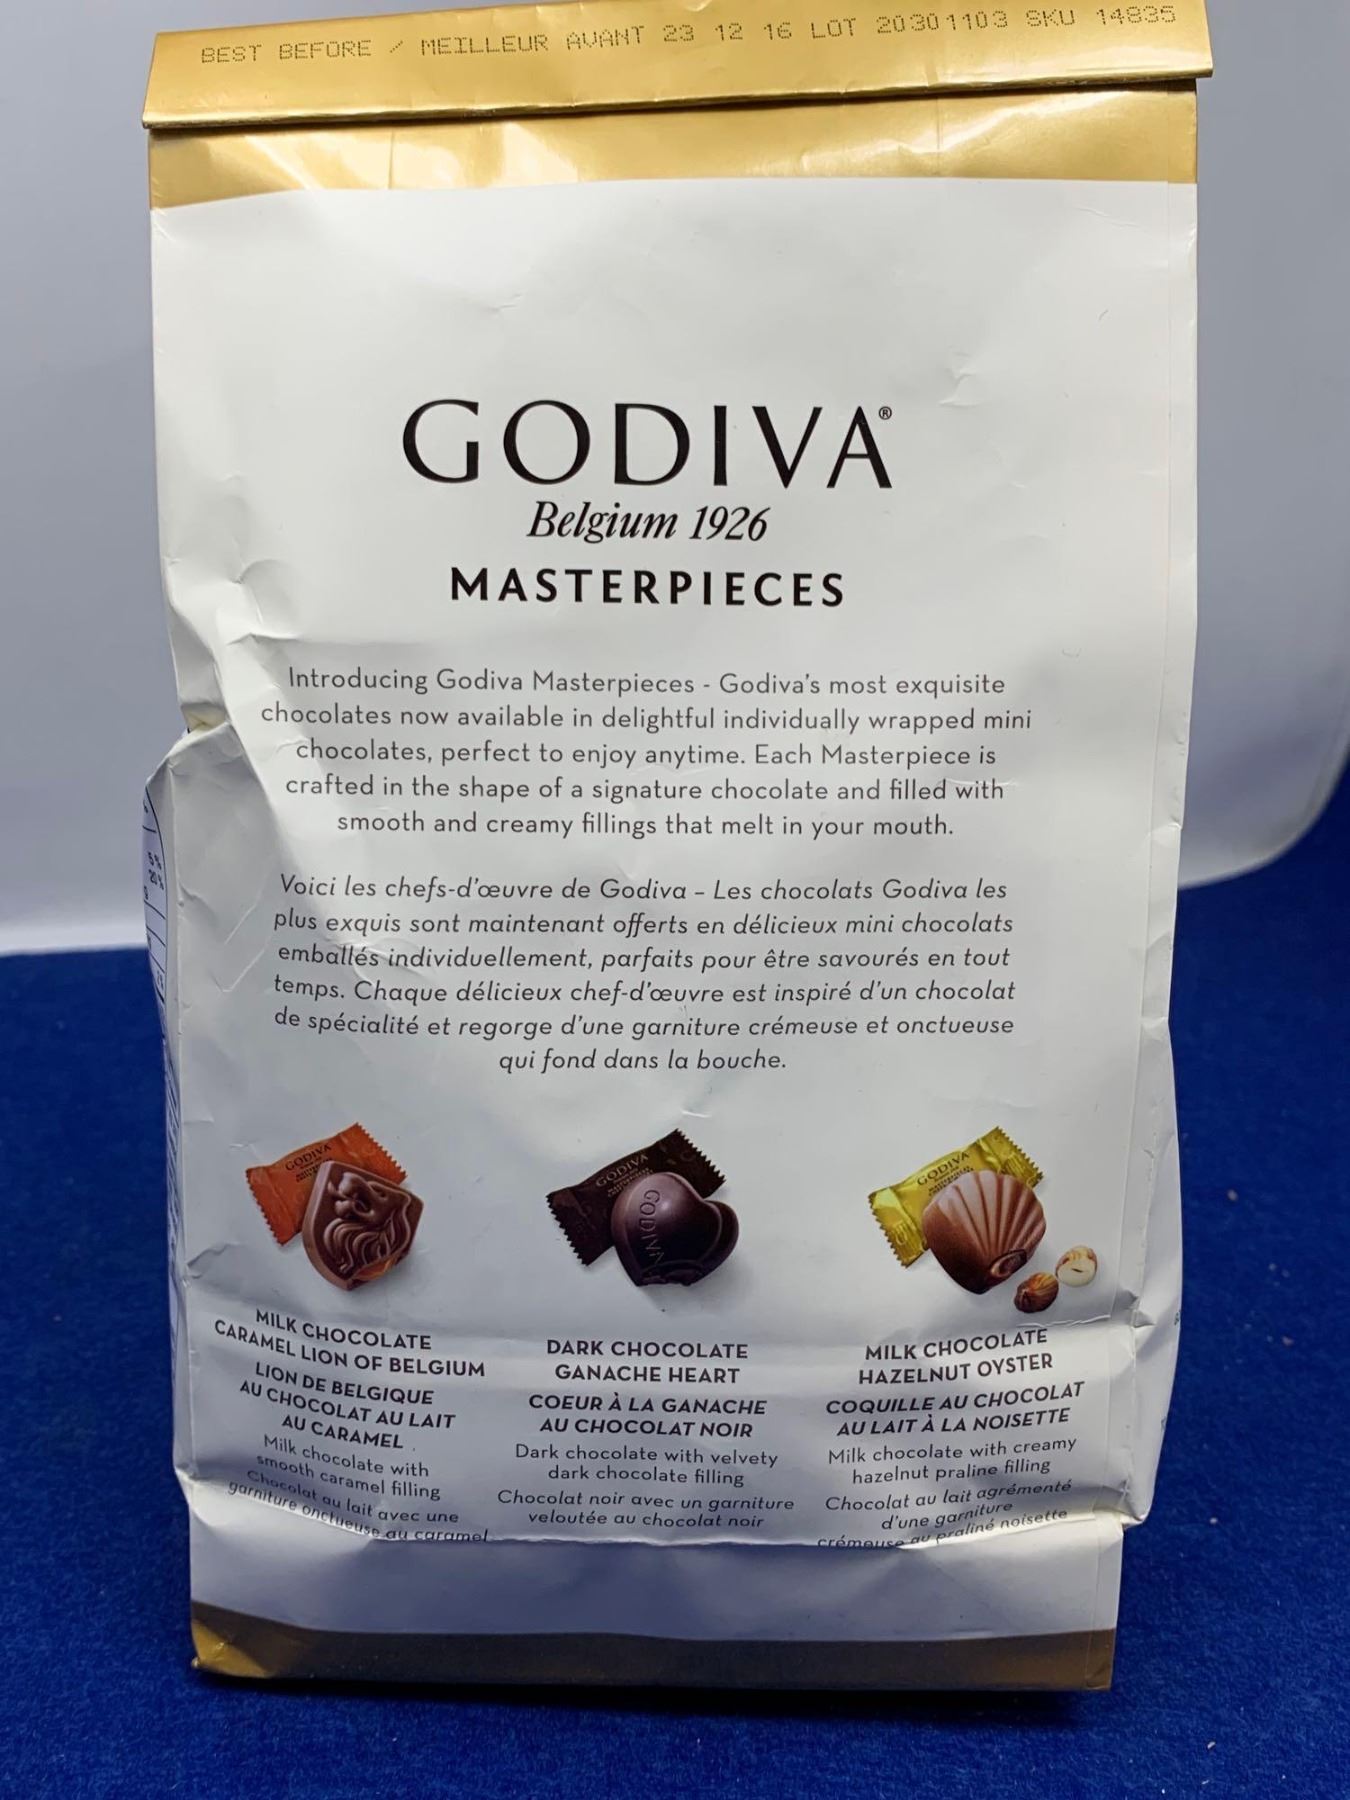 BEST BEFORE / MEILLEUR AVANT 23 12 16 LOT 20301103 SKU 14835
GODIVA®
Belgium 1926
MASTERPIECES
Introducing Godiva Masterpieces - Godiva's most exquisite
chocolates now available in delightful individually wrapped mini
chocolates, perfect to enjoy anytime. Each Masterpiece is
crafted in the shape of a signature chocolate and filled with
smooth and creamy fillings that melt in your mouth.
Voici les chefs-d'œuvre de Godiva – Les chocolats Godiva les
plus exquis sont maintenant offerts en délicieux mini chocolats
emballés individuellement, parfaits pour être savourés en tout
temps. Chaque délicieux chef-d'œuvre est inspiré d'un chocolat
de spécialité et regorge d'une garniture crémeuse et onctueuse
qui fond dans la bouche.
GODIVA
MILK CHOCOLATE
CARAMEL LION OF BELGIUM
LION DE BELGIQUE
AU CHOCOLAT AU LAIT
AU CARAMEL
Milk chocolate with
smooth caramel filling
Chocolat au lait avec une
garniture onctueuse au caramel
GODIVA
GODIVA
DARK CHOCOLATE
GANACHE HEART
COEUR À LA GANACHE
AU CHOCOLAT NOIR
Dark chocolate with velvety
dark chocolate filling
Chocolat noir avec un garniture
veloutée au chocolat noir
GODIVA
MILK CHOCOLATE
HAZELNUT OYSTER
COQUILLE AU CHOCOLAT
AU LAIT À LA NOISETTE
Milk chocolate with creamy
hazelnut praline filling
Chocolat au lait agrémenté
d'une garniture
crémeuse au praliné noisette
5%
20%